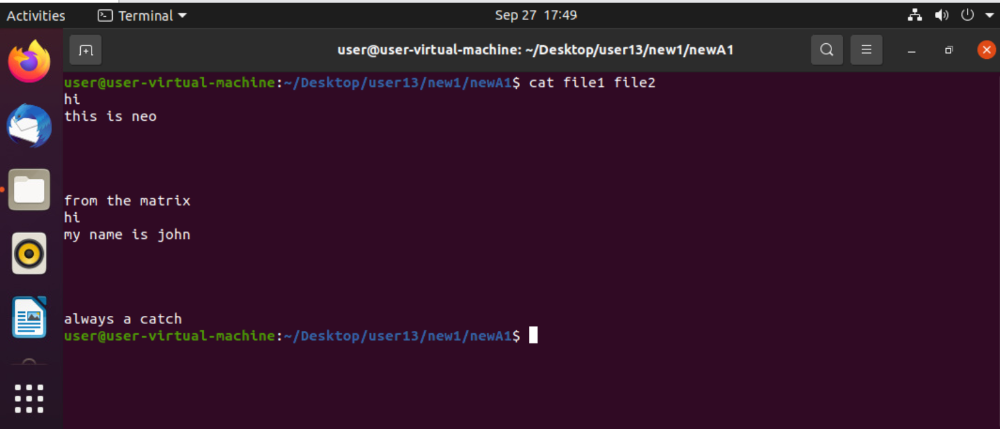 Activities Terminal Sep 27 17:49
user@user-virtual-machine: ~/Desktop/user13/new1/newA1
user@user-virtual-machine:~/Desktop/user13/new1/newA1$ cat file1 file2
hi
this is neo
from the matrix
hi
my name is john
always a catch
user@user-virtual-machine:~/Desktop/user13/new1/newA1$